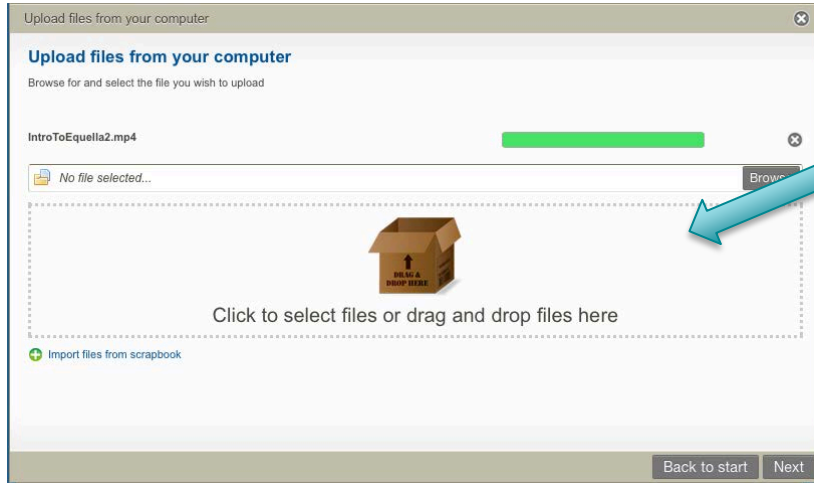 Upload files from your computer
Upload files from your computer
Browse for and select the file you wish to upload
IntroToEquella2.mp4
No file selected...
Browse
DRAG &
DROP HERE
Click to select files or drag and drop files here
Import files from scrapbook
Back to start Next